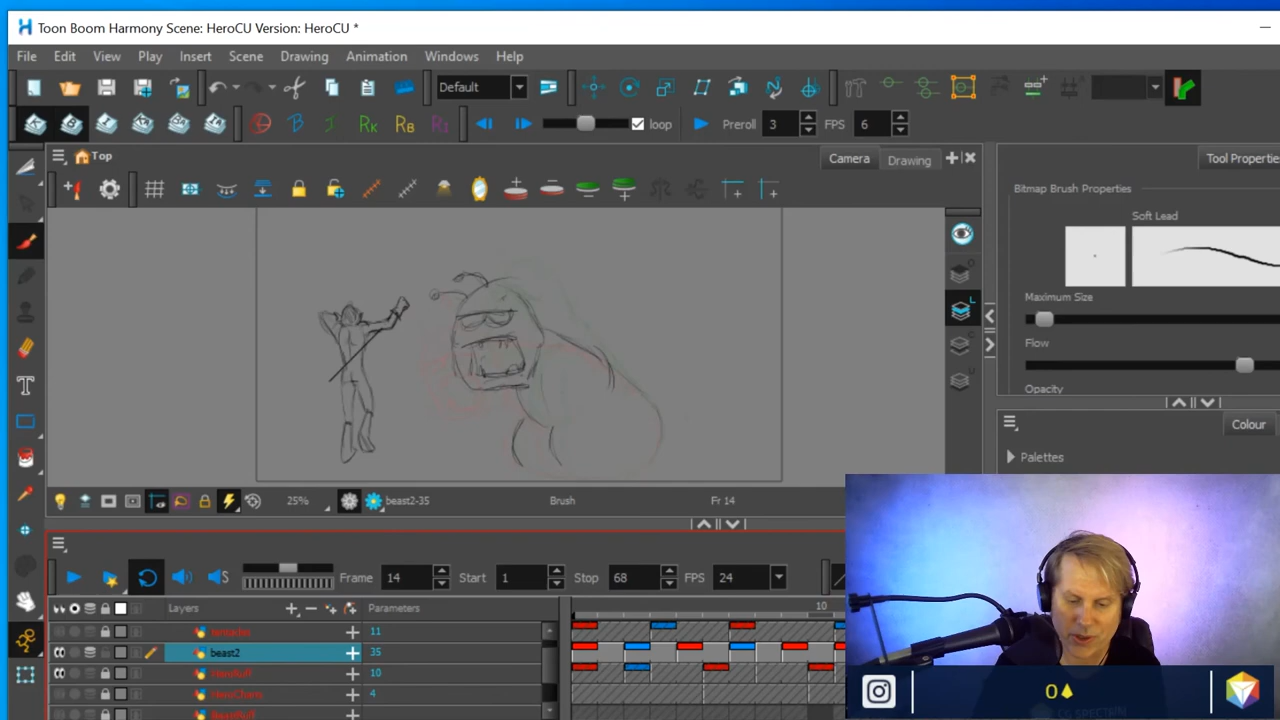 Toon Boom Harmony Scene: HeroCU Version: HeroCU *
File Edit View Play Insert Scene Drawing Animation Windows Help
Default
loop Preroll 3 FPS 6
Top Camera Drawing Tool Properties
Bitmap Brush Properties
Soft Lead
Maximum Size
Flow
Opacity
Colour
Palettes
25% beast2-35 Brush Fr 14
Frame 14 Start 1 Stop 68 FPS 24
Layers Parameters 10
11
beast2 35
10
4
0